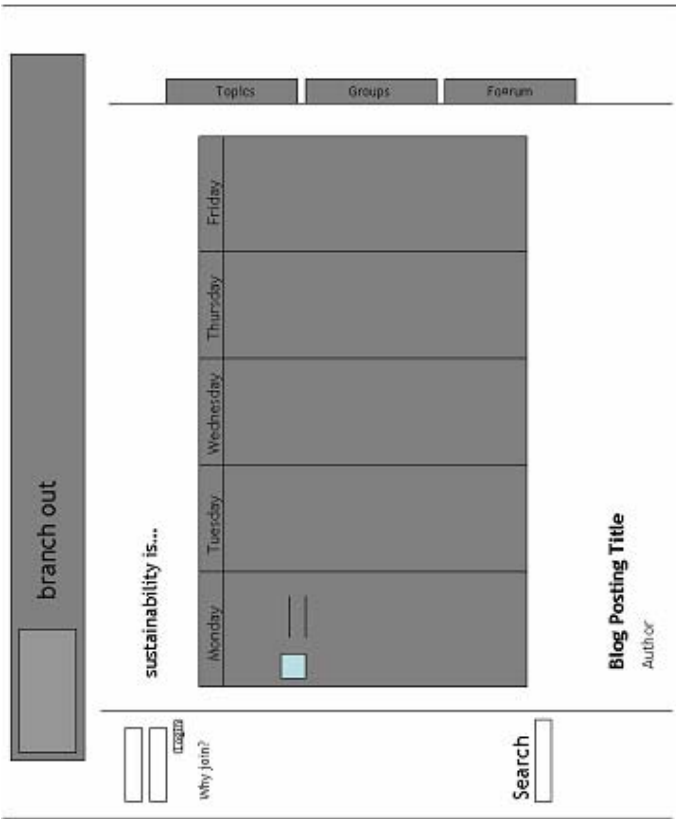 branch out
Topics
Groups
Forum
Login
Why join?
sustainability is...
Monday
Tuesday
Wednesday
Thursday
Friday
Search
Blog Posting Title
Author